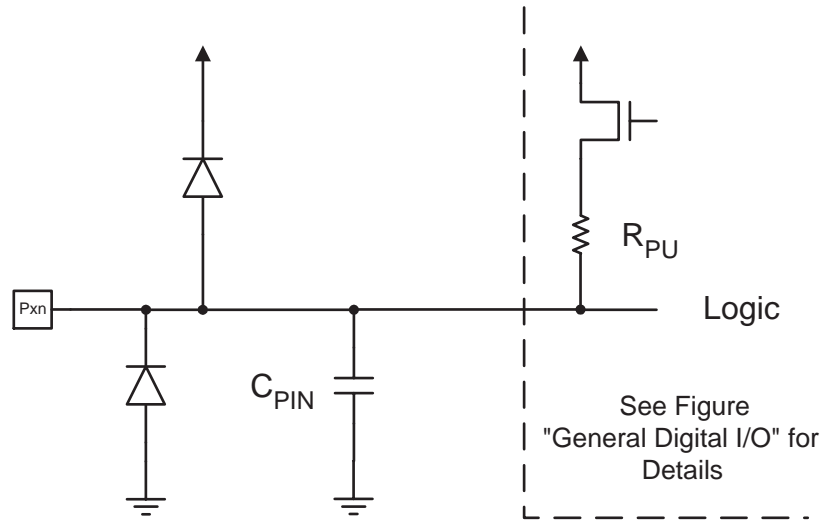 R_PU
Pxn
Logic
C_PIN
See Figure
"General Digital I/O" for
Details